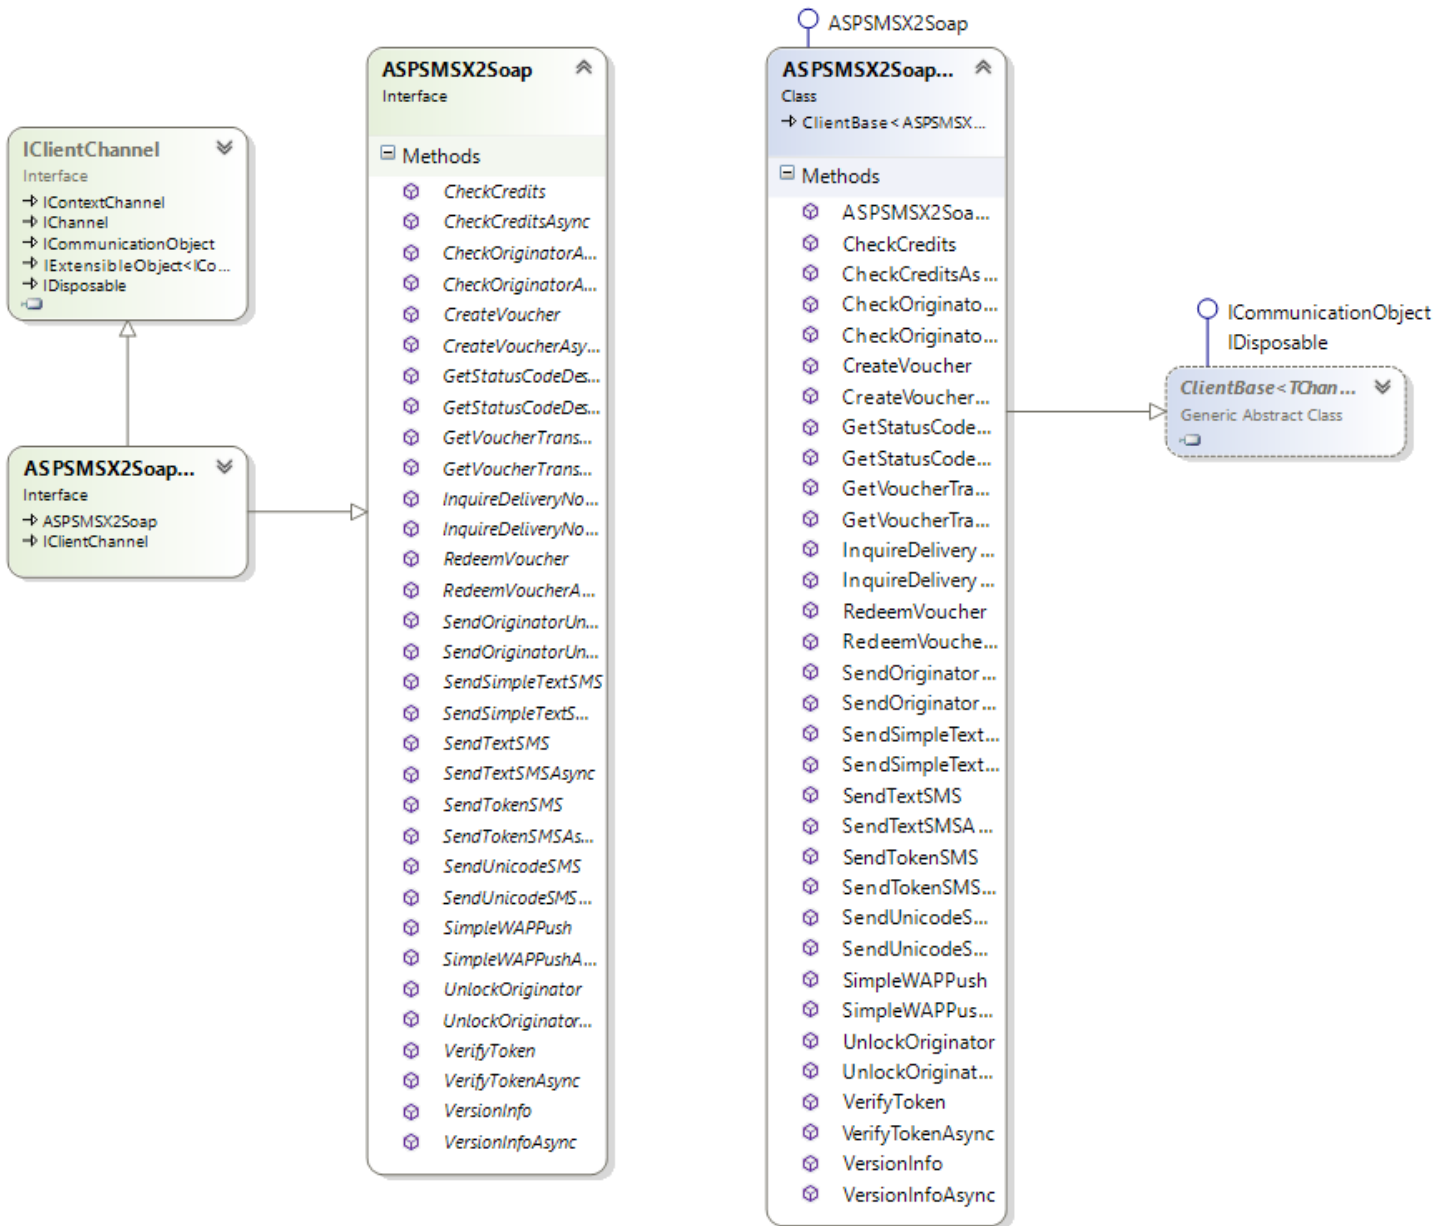 IClientChannel
Interface
IContextChannel
IChannel
ICommunicationObject
IExtensibleObject<ICo...
IDisposable
ASPSMSX2Soap...
Interface
ASPSMSX2Soap
IClientChannel
ASPSMSX2Soap
Interface
Methods
CheckCredits
CheckCreditsAsync
CheckOriginatorA...
CheckOriginatorA...
CreateVoucher
CreateVoucherAsy...
GetStatusCodeDes...
GetStatusCodeDes...
GetVoucherTrans...
GetVoucherTrans...
InquireDeliveryNo...
InquireDeliveryNo...
RedeemVoucher
RedeemVoucherA...
SendOriginatorUn...
SendOriginatorUn...
SendSimpleTextSMS
SendSimpleTextS...
SendTextSMS
SendTextSMSAsync
SendTokenSMS
SendTokenSMSAs...
SendUnicodeSMS
SendUnicodeSMS...
SimpleWAPPush
SimpleWAPPushA...
UnlockOriginator
UnlockOriginator...
VerifyToken
VerifyTokenAsync
VersionInfo
VersionInfoAsync
ASPSMSX2Soap
ASPSMSX2Soap...
Class
ClientBase<ASPSMSX...
Methods
ASPSMSX2Soa...
CheckCredits
CheckCreditsAs...
CheckOriginato...
CheckOriginato...
CreateVoucher
CreateVoucher...
GetStatusCode...
GetStatusCode...
GetVoucherTra...
GetVoucherTra...
InquireDelivery...
InquireDelivery...
RedeemVoucher
RedeemVouche...
SendOriginator...
SendOriginator...
SendSimpleText...
SendSimpleText...
SendTextSMS
SendTextSMSA...
SendTokenSMS
SendTokenSMS...
SendUnicodeS...
SendUnicodeS...
SimpleWAPPush
SimpleWAPPus...
UnlockOriginator
UnlockOriginat...
VerifyToken
VerifyTokenAsync
VersionInfo
VersionInfoAsync
ICommunicationObject
IDisposable
ClientBase<TChan...
Generic Abstract Class